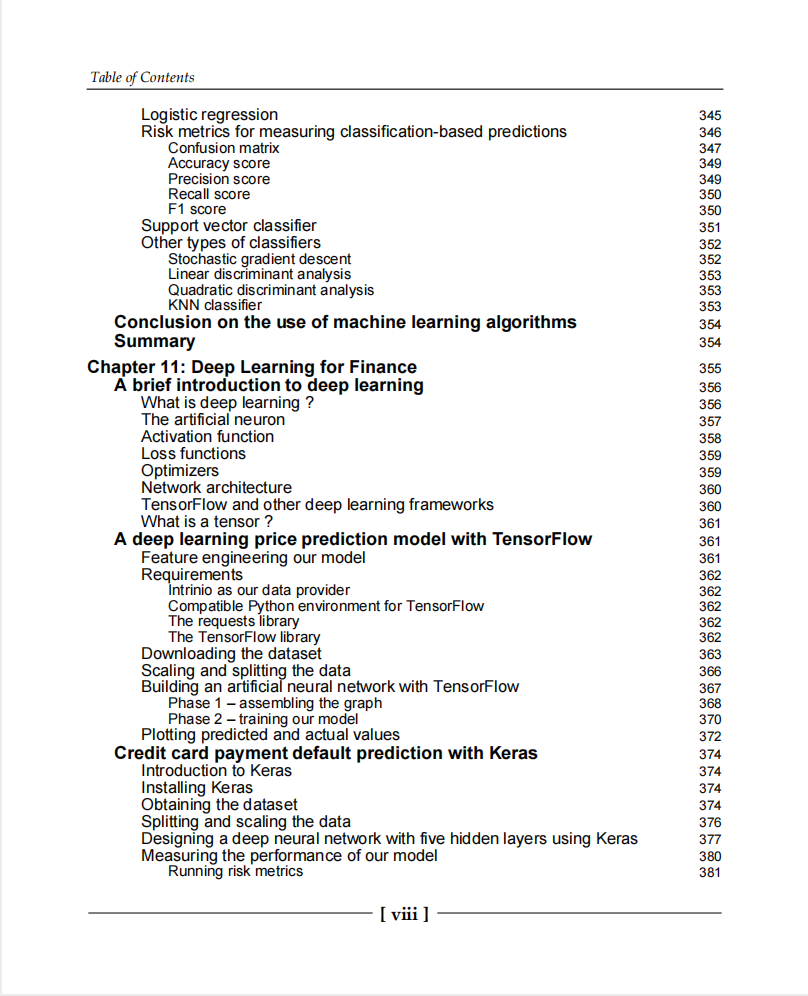 Table of Contents
Logistic regression 345
Risk metrics for measuring classification-based predictions 346
Confusion matrix 347
Accuracy score 349
Precision score 349
Recall score 350
F1 score 350
Support vector classifier 351
Other types of classifiers 352
Stochastic gradient descent 352
Linear discriminant analysis 353
Quadratic discriminant analysis 353
KNN classifier 353
Conclusion on the use of machine learning algorithms 354
Summary 354
Chapter 11: Deep Learning for Finance 355
A brief introduction to deep learning 356
What is deep learning ? 356
The artificial neuron 357
Activation function 358
Loss functions 359
Optimizers 359
Network architecture 360
TensorFlow and other deep learning frameworks 360
What is a tensor ? 361
A deep learning price prediction model with TensorFlow 361
Feature engineering our model 361
Requirements 362
Intrinio as our data provider 362
Compatible Python environment for TensorFlow 362
The requests library 362
The TensorFlow library 362
Downloading the dataset 363
Scaling and splitting the data 366
Building an artificial neural network with TensorFlow 367
Phase 1 – assembling the graph 368
Phase 2 – training our model 370
Plotting predicted and actual values 372
Credit card payment default prediction with Keras 374
Introduction to Keras 374
Installing Keras 374
Obtaining the dataset 374
Splitting and scaling the data 376
Designing a deep neural network with five hidden layers using Keras 377
Measuring the performance of our model 380
Running risk metrics 381
[ viii ]